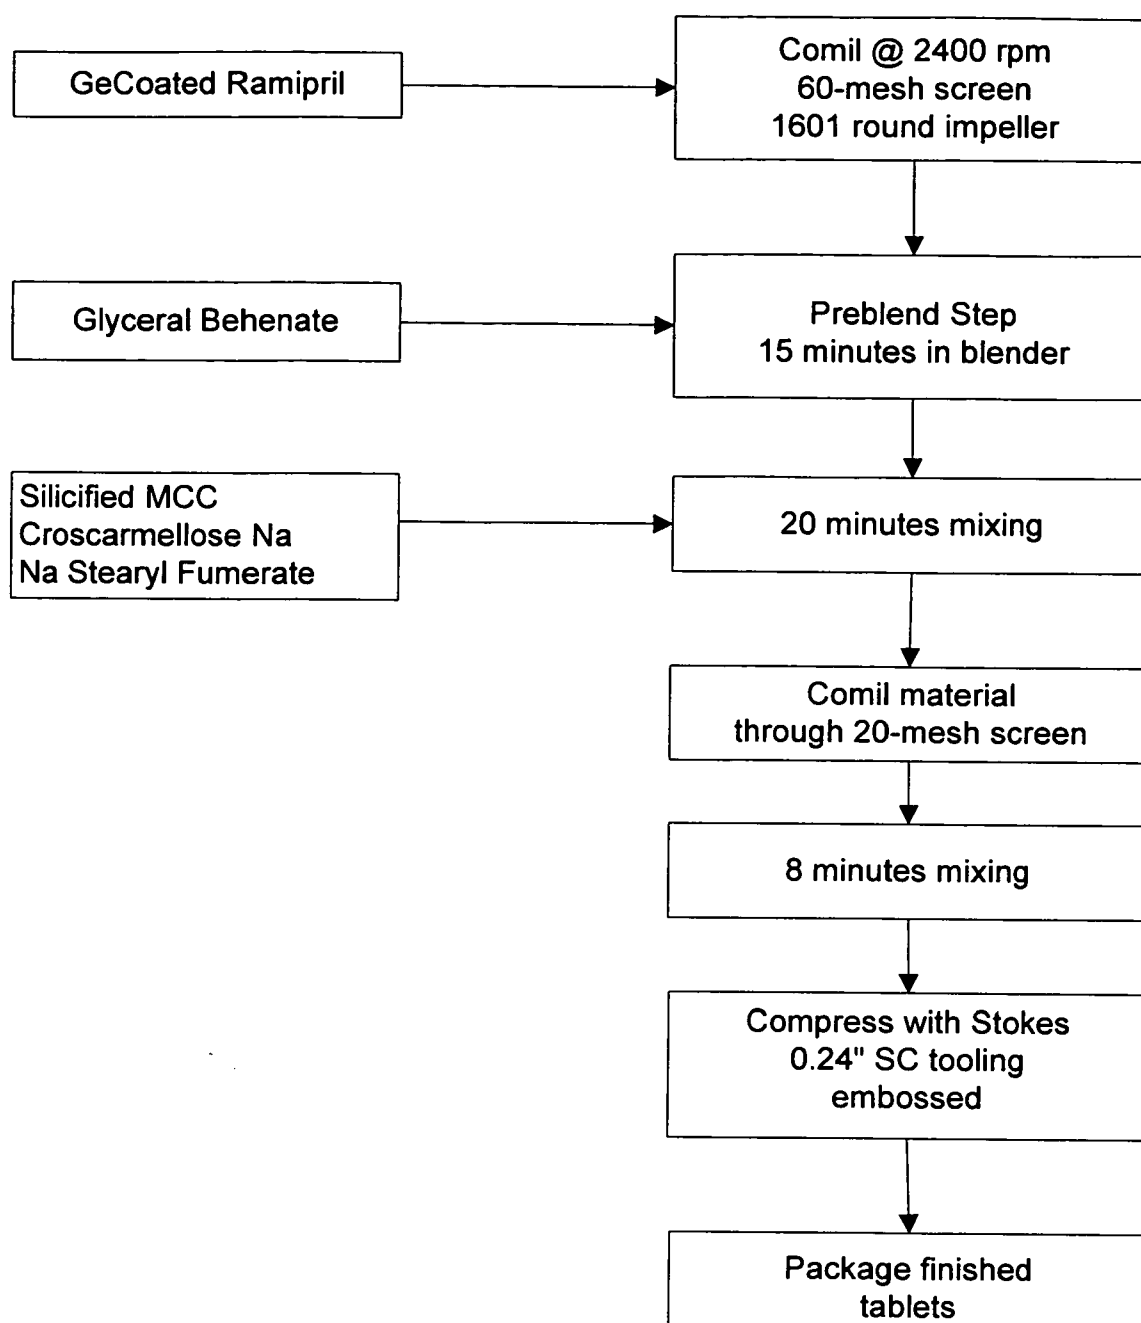 GeCoated Ramipril
Comil @ 2400 rpm
60-mesh screen
1601 round impeller
Glyceral Behenate
Preblend Step
15 minutes in blender
Silicified MCC
Croscarmellose Na
Na Stearyl Fumerate
20 minutes mixing
Comil material
through 20-mesh screen
8 minutes mixing
Compress with Stokes
0.24" SC tooling
embossed
Package finished
tablets